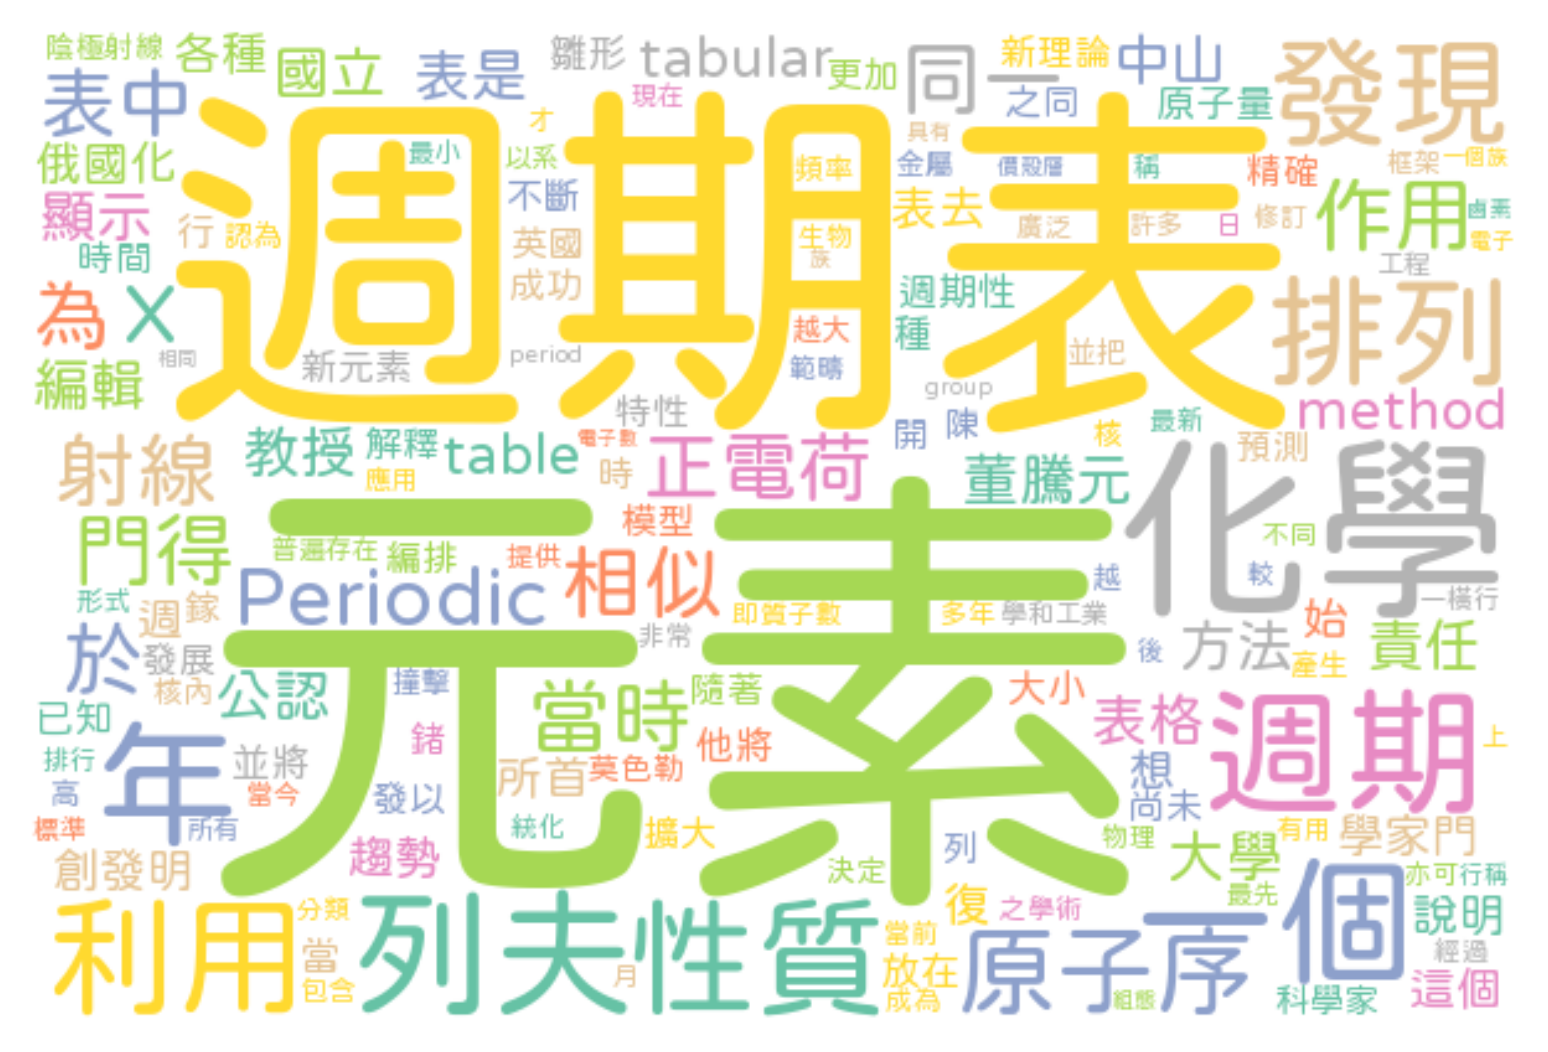 陰極射線 各種 國立 表是 雛形 tabular 更加 同一 新理論 中山 發現
表中 現在 之同 原子量
週期表
才 具有
俄國化 最小 以系 頻率 金屬 價殼層 稱 精確 框架 一個族
顯示 不斷 表去 作用 鹵素
行 認為 英國 生物 廣泛 許多 日 修訂 電子
時間 族 工程
為 X 成功 週期性 排列
相同 新元素 period 越大 種 並把
編輯 範疇 group
特性 開 陳 最新 method
射線 教授 解釋 table 電子數 正電荷 核 預測 化學
應用 時 董騰元
元素
門得 模型 不同
普遍存在 編排 提供 相似 越 較
形式 週 鎵 Periodic 即質子數 多年 學和工業 始 一橫行
於 發展 非常 後 方法 產生 責任
核內 公認 撞擊 當時 隨著 大小 表格 週期
已知 鍺 他將 上
年 排行 並將 所首 莫色勒 想
高 當今 發以 尚未
標準 所有 統化 擴大 列 物理 有用 學家門
創發明 趨勢 決定 大學 最先 個 亦可 行稱
利用 分類 列夫 性質 復 之學術 說明
當 月 當前 放在 原子序 經過
包含 成為 組態 科學家 這個